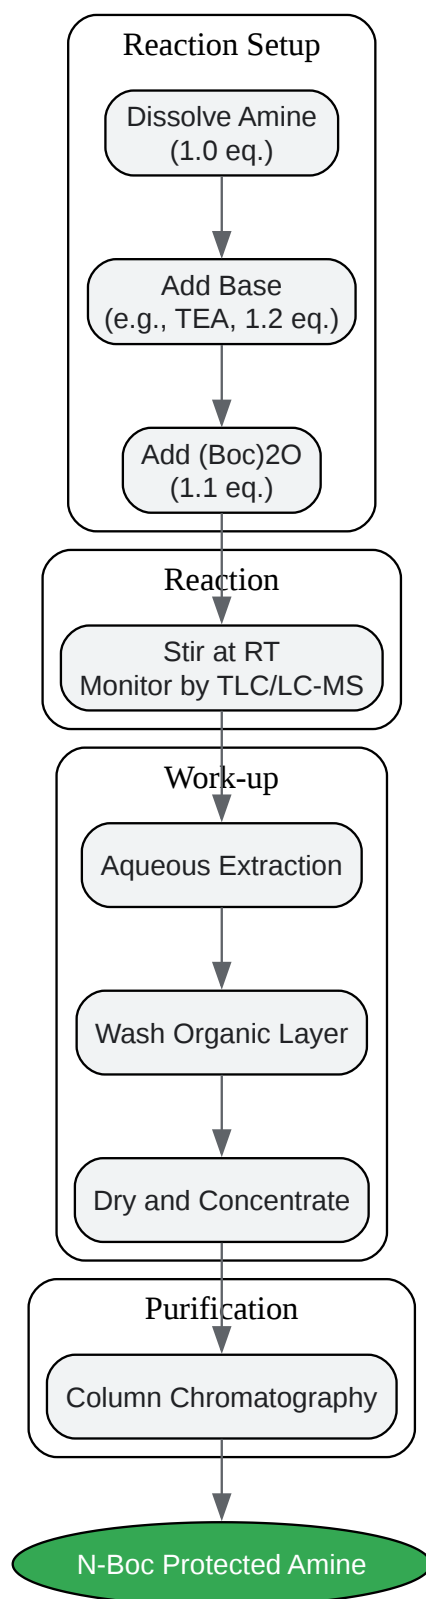 Reaction Setup
Dissolve Amine
(1.0 eq.)
Add Base
(e.g., TEA, 1.2 eq.)
Add (Boc)2O
(1.1 eq.)
Reaction
Stir at RT
Monitor by TLC/LC-MS
Work-up
Aqueous Extraction
Wash Organic Layer
Dry and Concentrate
Purification
Column Chromatography
N-Boc Protected Amine